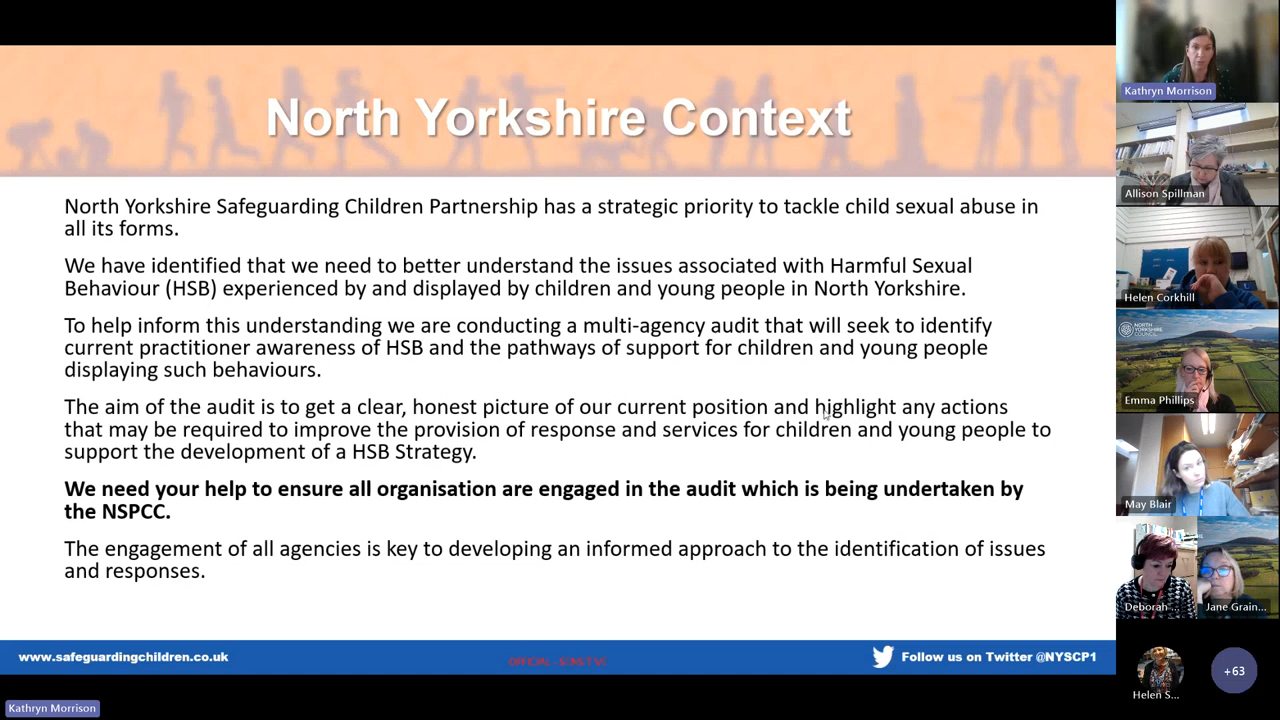 North Yorkshire Context
North Yorkshire Safeguarding Children Partnership has a strategic priority to tackle child sexual abuse in
all its forms.
We have identified that we need to better understand the issues associated with Harmful Sexual
Behaviour (HSB) experienced by and displayed by children and young people in North Yorkshire.
To help inform this understanding we are conducting a multi-agency audit that will seek to identify
current practitioner awareness of HSB and the pathways of support for children and young people
displaying such behaviours.
The aim of the audit is to get a clear, honest picture of our current position and highlight any actions
that may be required to improve the provision of response and services for children and young people to
support the development of a HSB Strategy.
We need your help to ensure all organisation are engaged in the audit which is being undertaken by
the NSPCC.
The engagement of all agencies is key to developing an informed approach to the identification of issues
and responses.
www.safeguardingchildren.co.uk
OFFICIAL - SENSITIVE
Follow us on Twitter @NYSCP1
Kathryn Morrison
Kathryn Morrison
Allison Spillman
Helen Corkhill
NORTH
YORKSHIRE
COUNCIL
Emma Phillips
May Blair
Deborah ...
Jane Grain...
Helen S...
+63